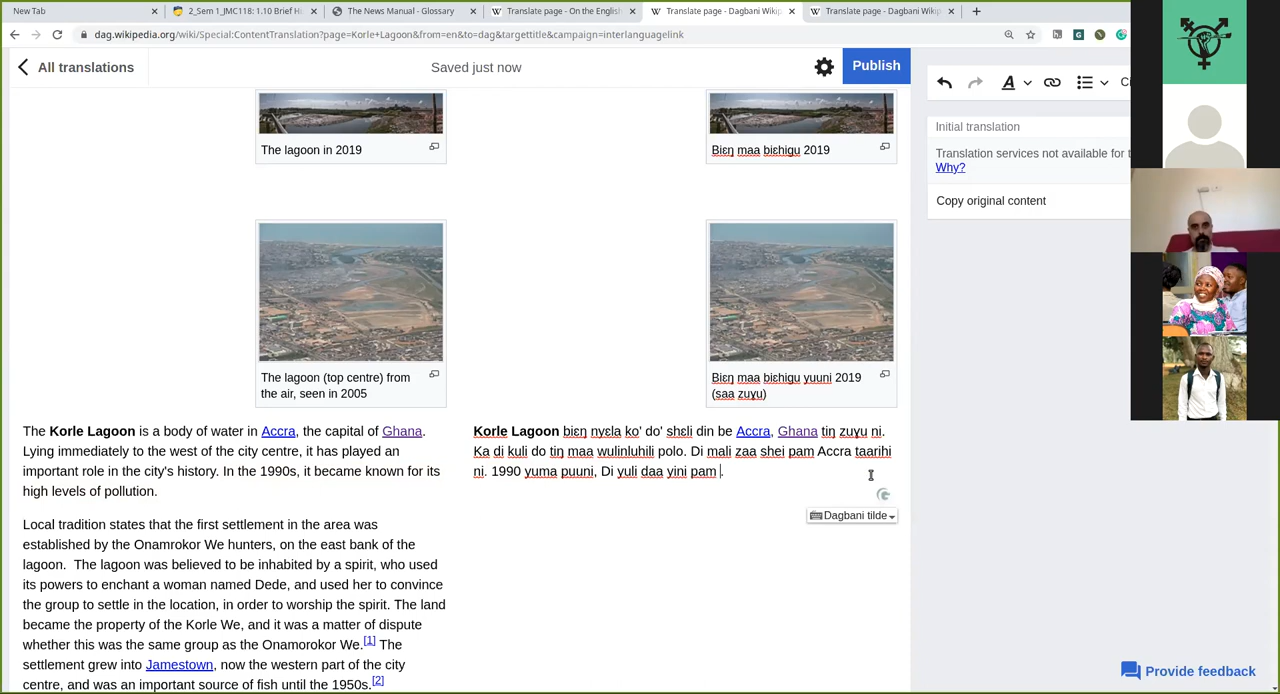 New Tab
2_Sem 1_JMC118: 1.10 Brief H
The News Manual - Glossary
Translate page - On the English
Translate page - Dagbani Wiki
Translate page - Dagbani Wiki
dag.wikipedia.org/wiki/Special:ContentTranslation?page=Korle+Lagoon&from=en&to=dag&targettitle&campaign=interlanguagelink
All translations
Saved just now
Publish
The lagoon in 2019
Biɛŋ maa biɛhigu 2019
Initial translation
Translation services not available for t
Why?
Copy original content
The lagoon (top centre) from
the air, seen in 2005
Biɛŋ maa biɛhigu yuuni 2019
(saa zuɣu)
The Korle Lagoon is a body of water in Accra, the capital of Ghana.
Lying immediately to the west of the city centre, it has played an
important role in the city's history. In the 1990s, it became known for its
high levels of pollution.
Korle Lagoon biɛŋ nyɛla ko' do' shɛli din be Accra, Ghana tiŋ zuɣu ni.
Ka di kuli do tiŋ maa wulinluhili polo. Di mali zaa shei pam Accra taarihi
ni. 1990 yuma puuni, Di yuli daa yini pam .
Dagbani tilde
Local tradition states that the first settlement in the area was
established by the Onamrokor We hunters, on the east bank of the
lagoon. The lagoon was believed to be inhabited by a spirit, who used
its powers to enchant a woman named Dede, and used her to convince
the group to settle in the location, in order to worship the spirit. The land
became the property of the Korle We, and it was a matter of dispute
whether this was the same group as the Onamorokor We.[1] The
settlement grew into Jamestown, now the western part of the city
centre, and was an important source of fish until the 1950s.[2]
Provide feedback